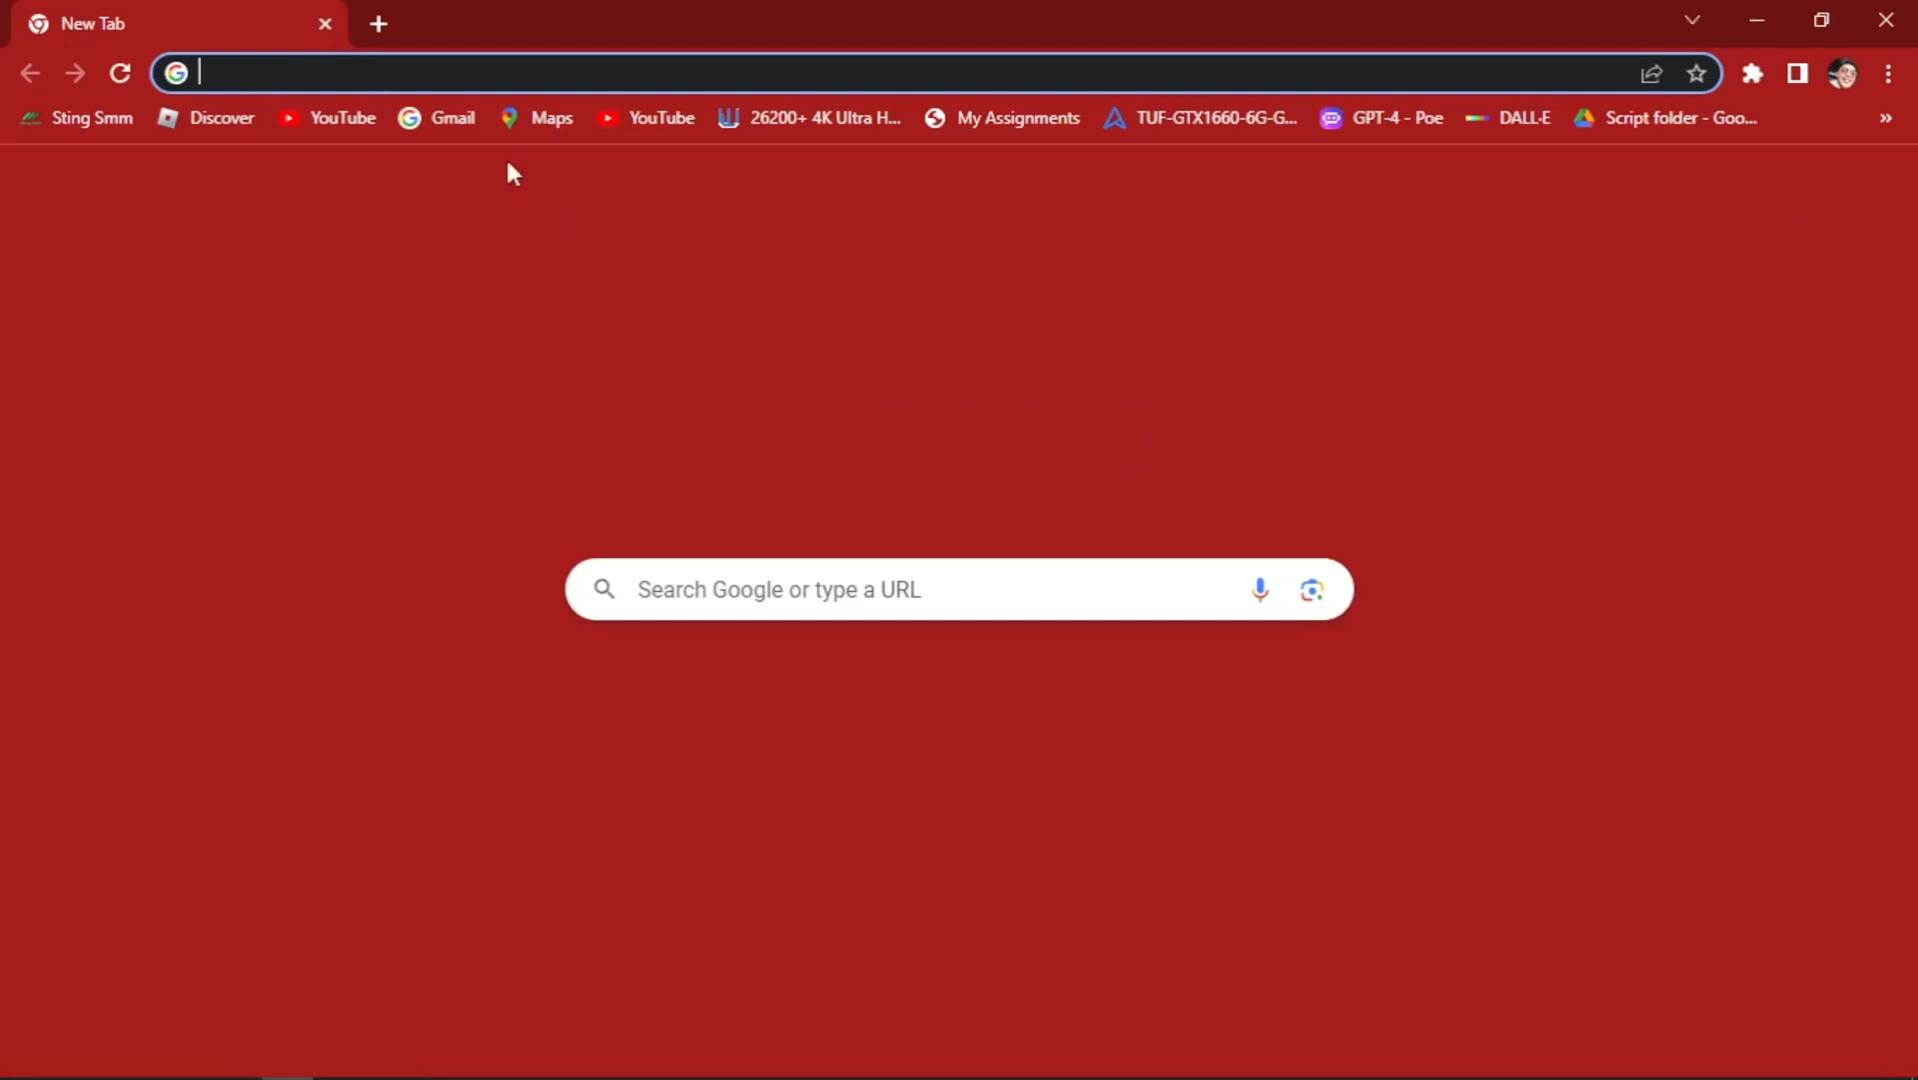 New Tab
Sting Smm
Discover
YouTube
Gmail
Maps
YouTube
26200+ 4K Ultra H...
My Assignments
TUF-GTX1660-6G-G...
GPT-4 - Poe
DALL·E
Script folder - Goo...
Search Google or type a URL